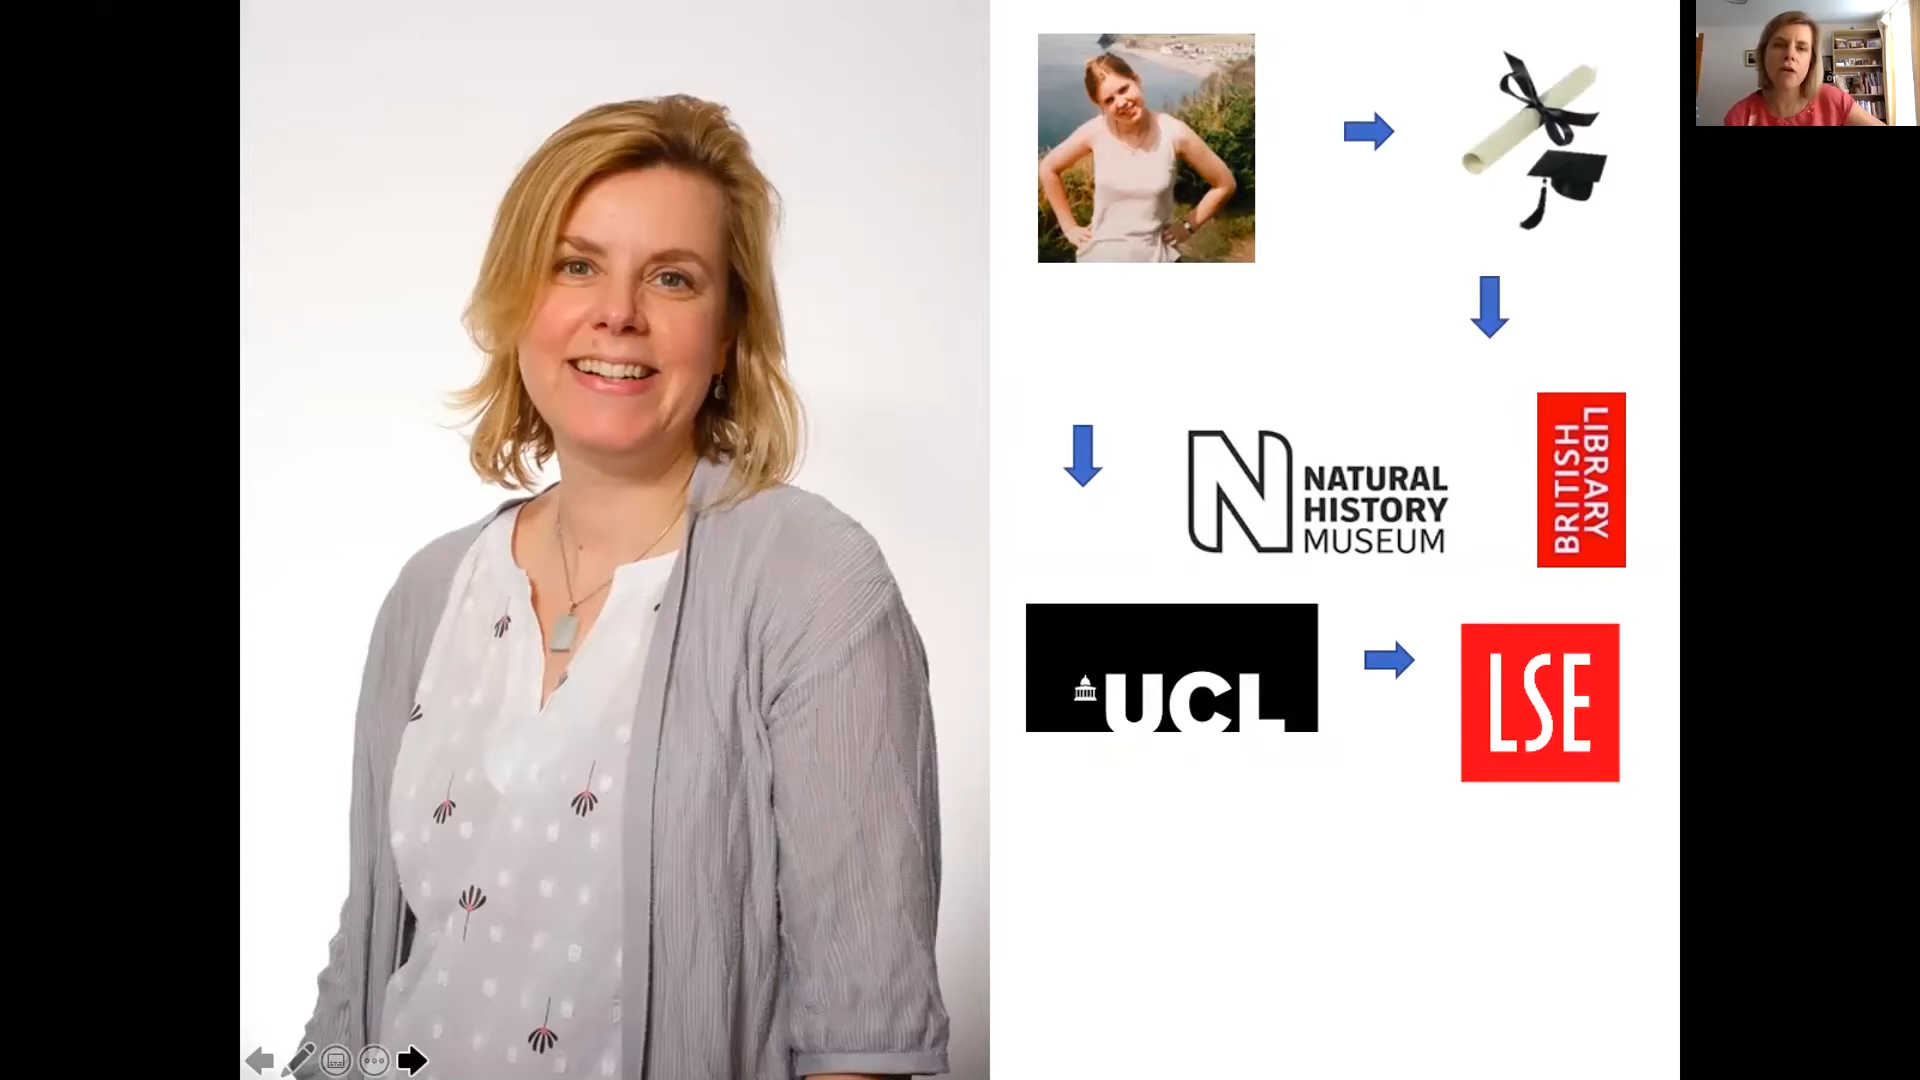 NATURAL
HISTORY
MUSEUM
BRITISH
LIBRARY
UCL
LSE